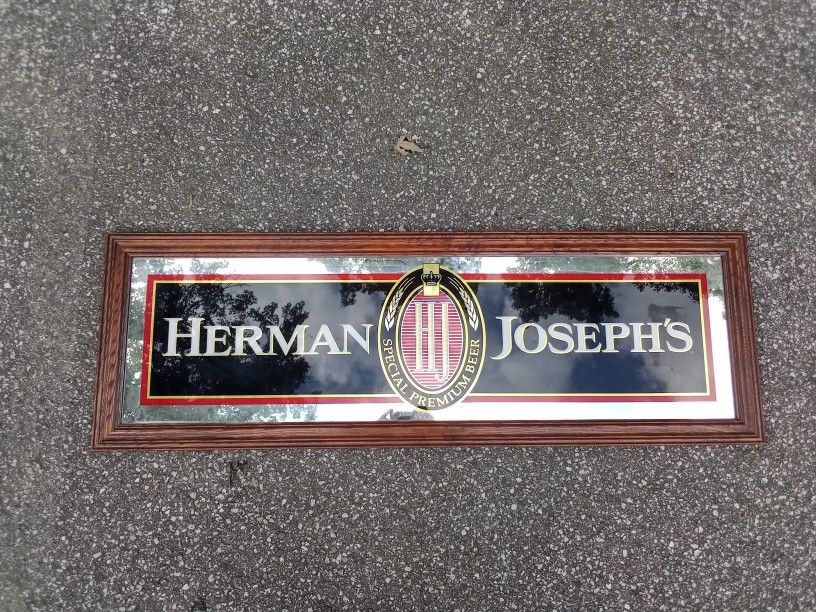 HERMAN JOSEPH'S
HJ
SPECIAL PREMIUM BEER